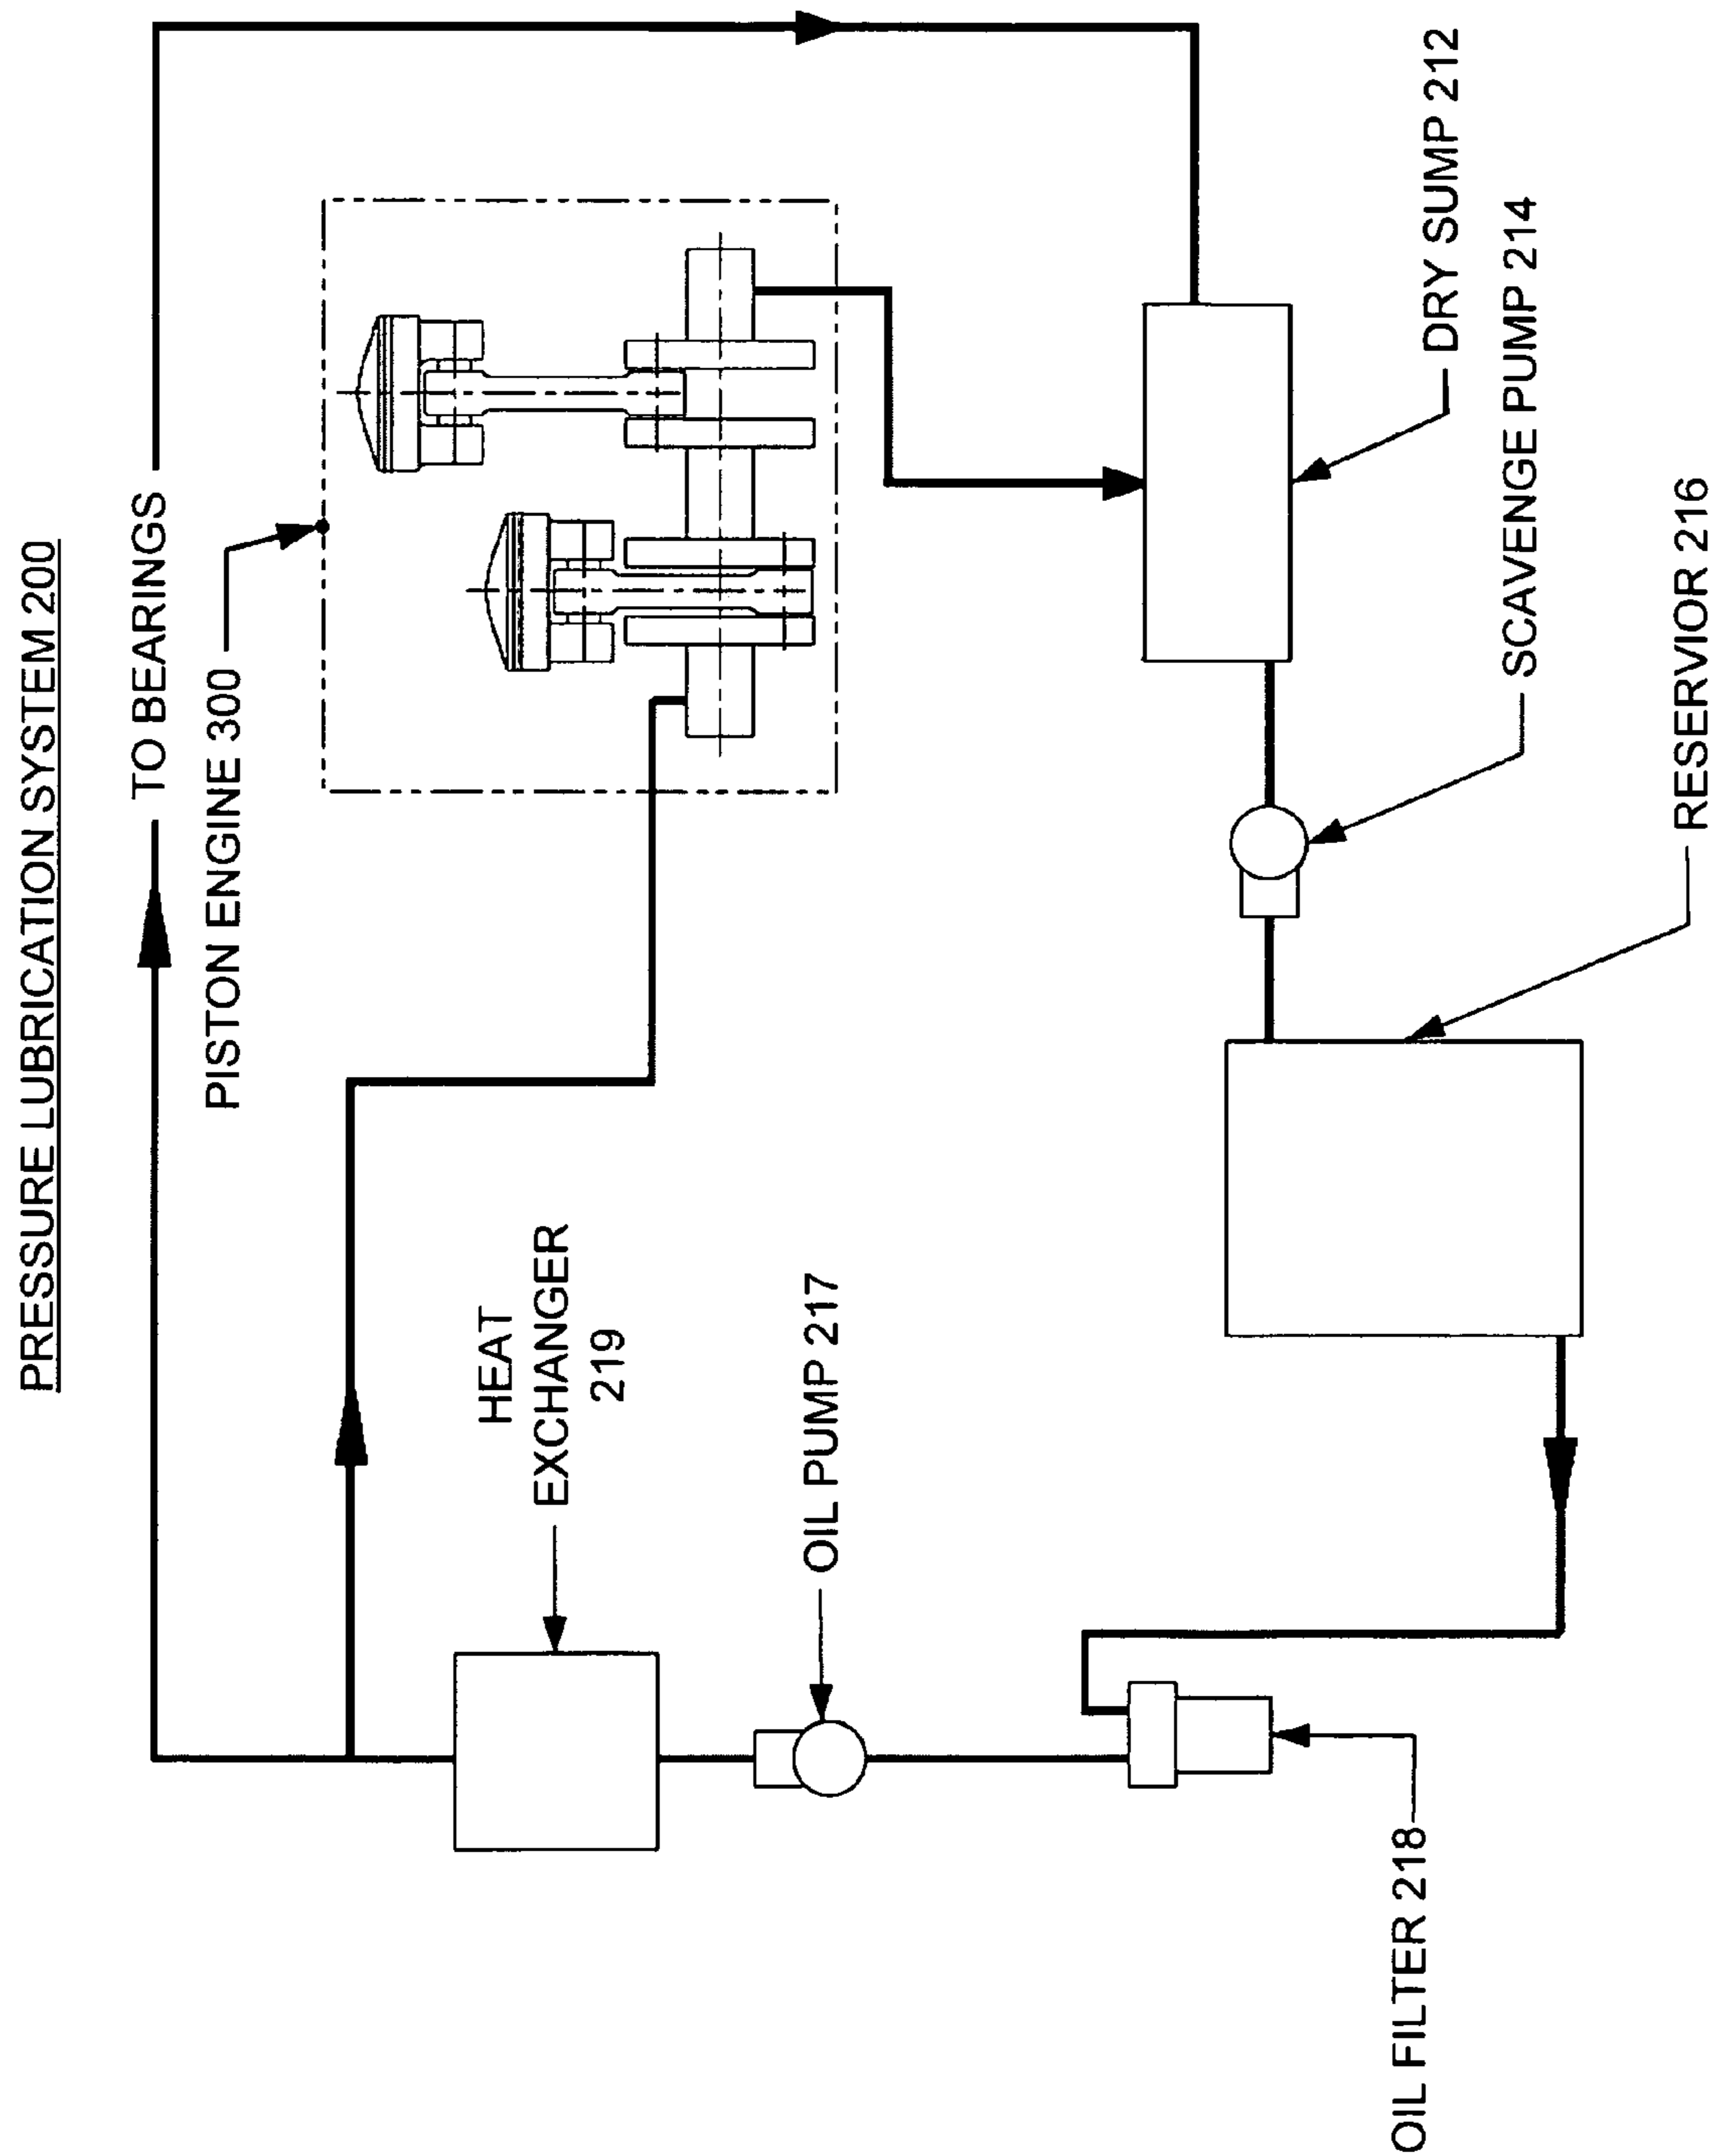 PRESSURE LUBRICATION SYSTEM 200
TO BEARINGS
PISTON ENGINE 300
HEAT
EXCHANGER
219
OIL PUMP 217
DRY SUMP 212
SCAVENGE PUMP 214
RESERVIOR 216
OIL FILTER 218